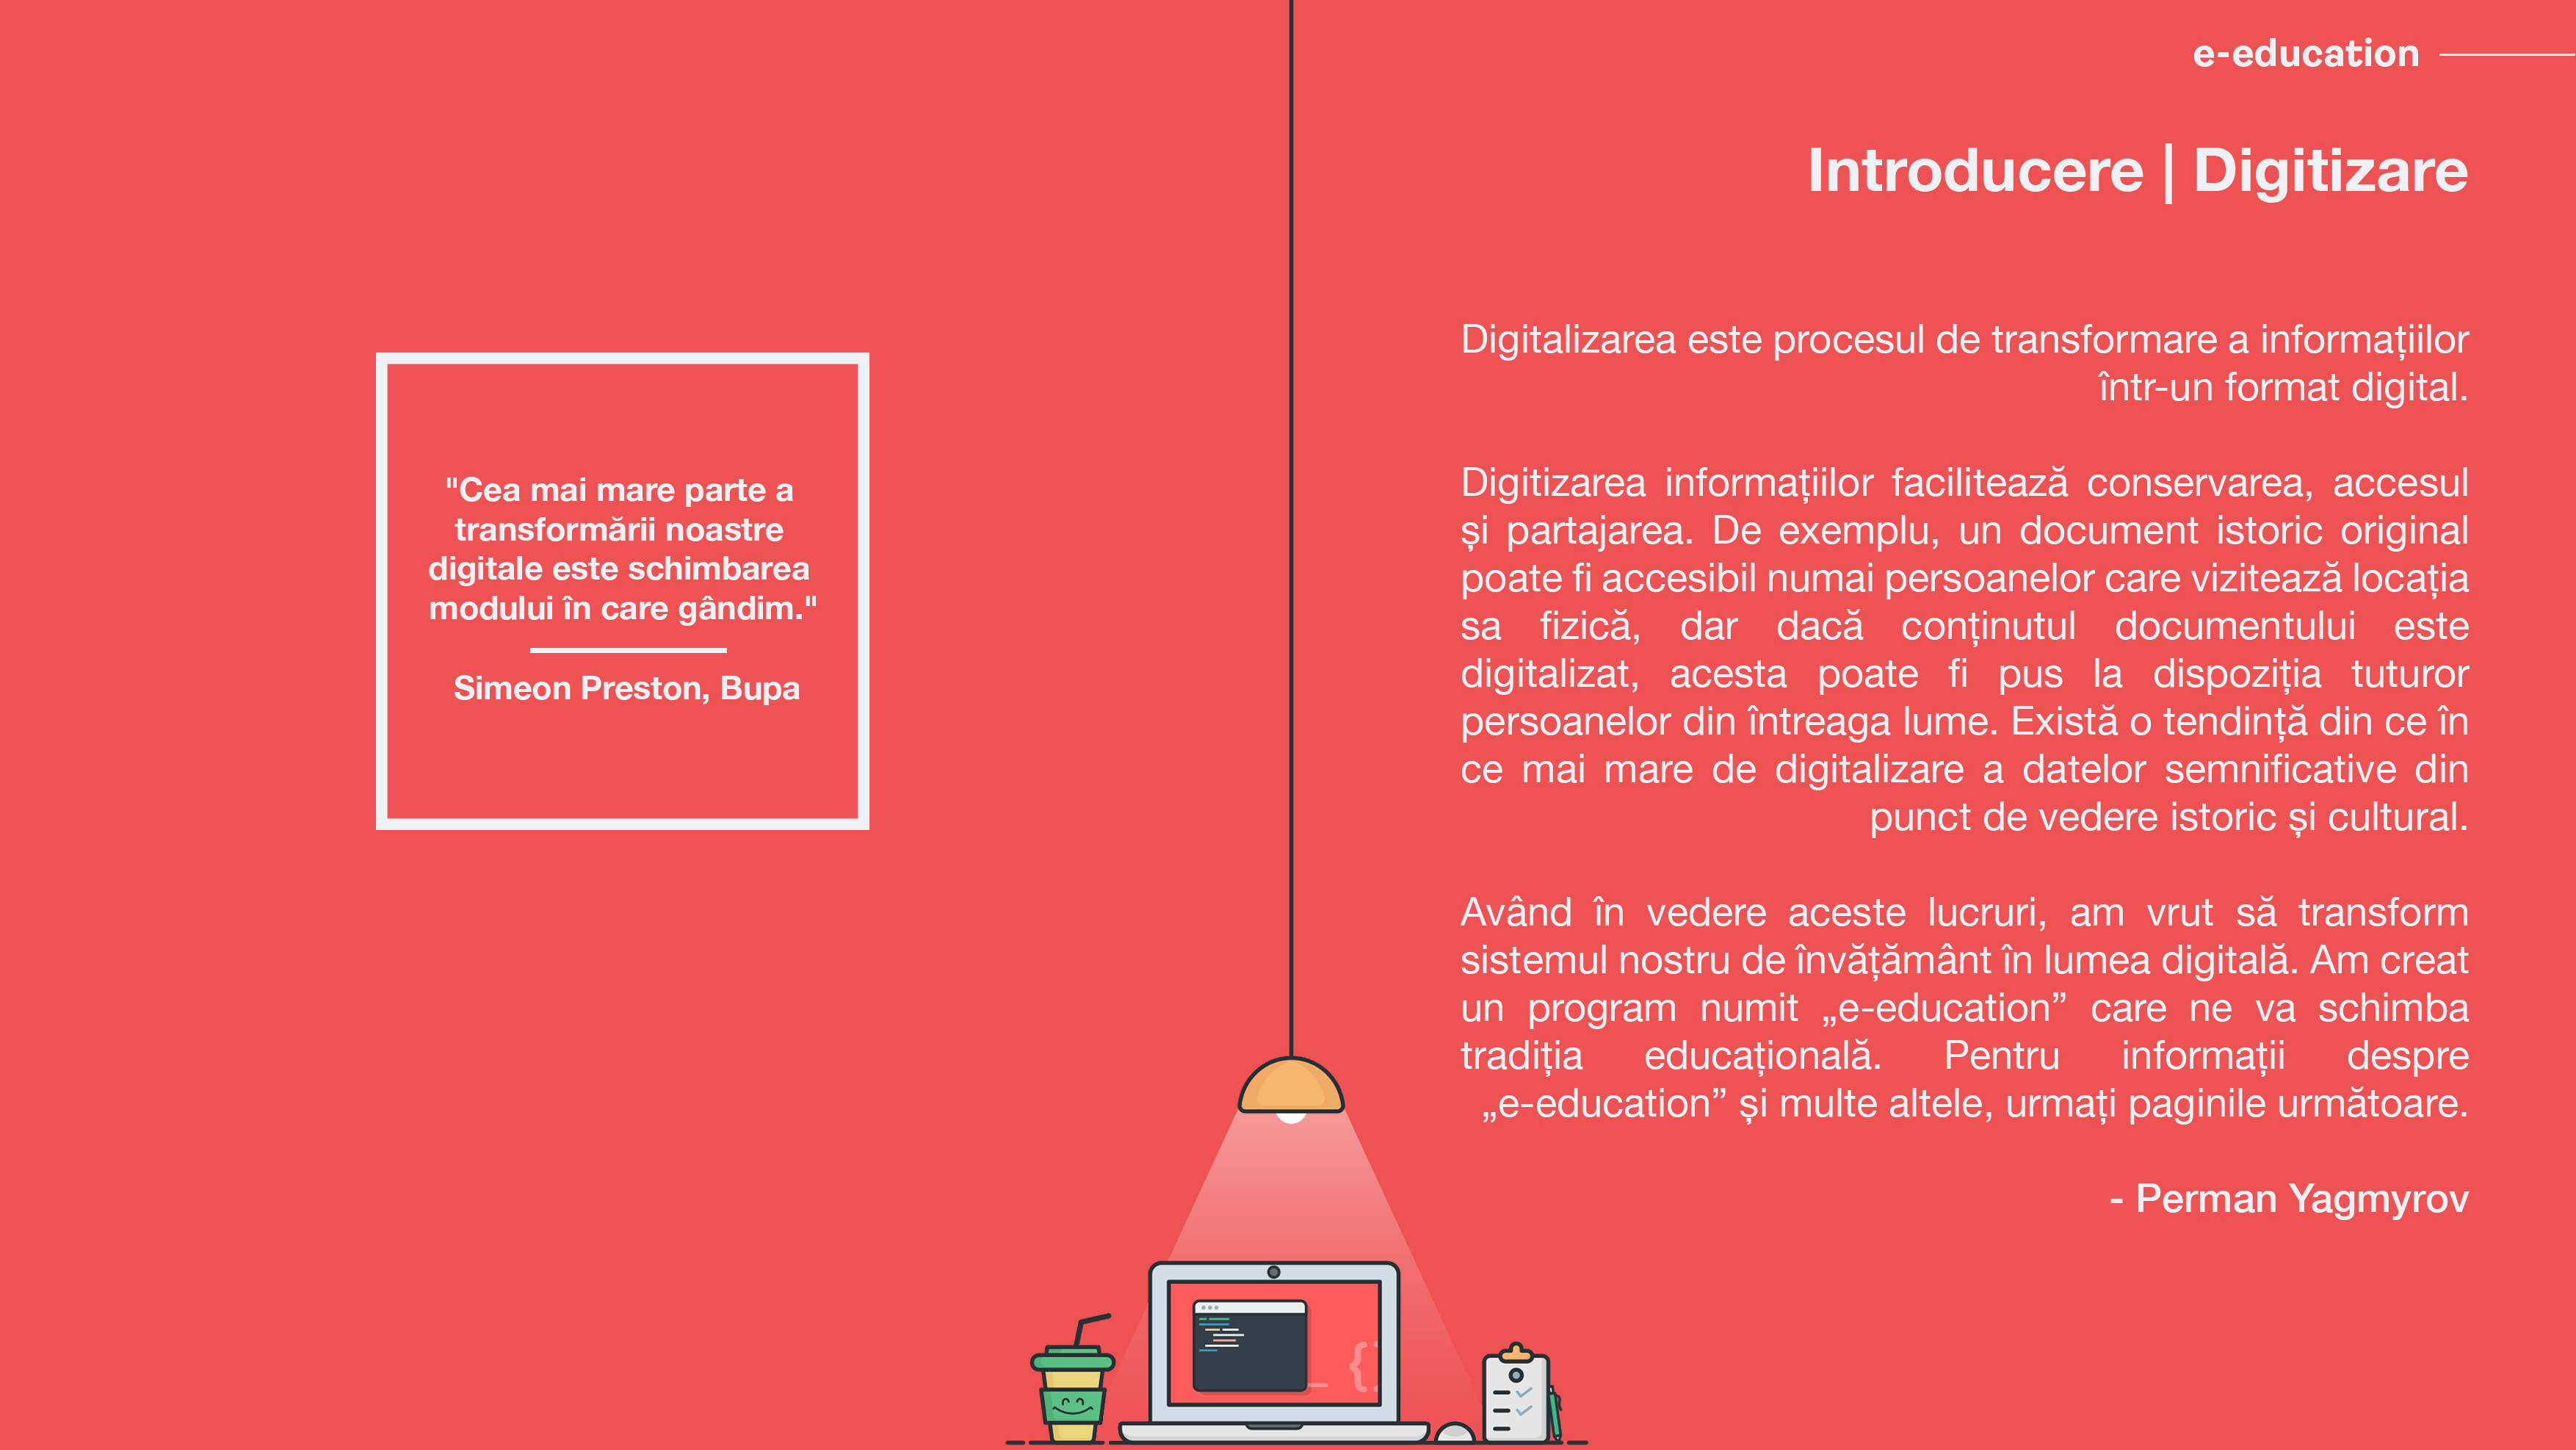 e-education
Introducere | Digitizare
"Cea mai mare parte a
transformării noastre
digitale este schimbarea
modului în care gândim."
Simeon Preston, Bupa
Digitalizarea este procesul de transformare a informațiilor
într-un format digital.
Digitizarea informațiilor facilitează conservarea, accesul
și partajarea. De exemplu, un document istoric original
poate fi accesibil numai persoanelor care vizitează locația
sa fizică, dar dacă conținutul documentului este
digitalizat, acesta poate fi pus la dispoziția tuturor
persoanelor din întreaga lume. Există o tendință din ce în
ce mai mare de digitalizare a datelor semnificative din
punct de vedere istoric și cultural.
Având în vedere aceste lucruri, am vrut să transform
sistemul nostru de învățământ în lumea digitală. Am creat
un program numit „e-education” care ne va schimba
tradiția educațională. Pentru informații despre
„e-education” și multe altele, urmați paginile următoare.
- Perman Yagmyrov